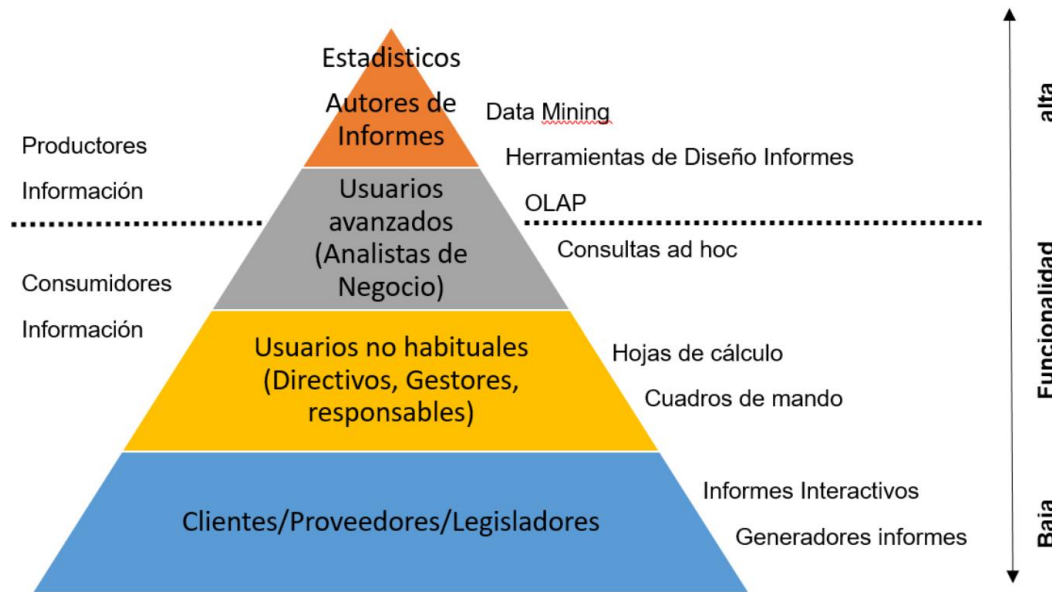 Estadisticos
Autores de
Informes
Usuarios
avanzados
(Analistas de
Negocio)
Usuarios no habituales
(Directivos, Gestores,
responsables)
Clientes/Proveedores/Legisladores
Productores
Información
Consumidores
Información
Data Mining
Herramientas de Diseño Informes
OLAP
Consultas ad hoc
Hojas de cálculo
Cuadros de mando
Informes Interactivos
Generadores informes
alta
Funcionalidad
Baja